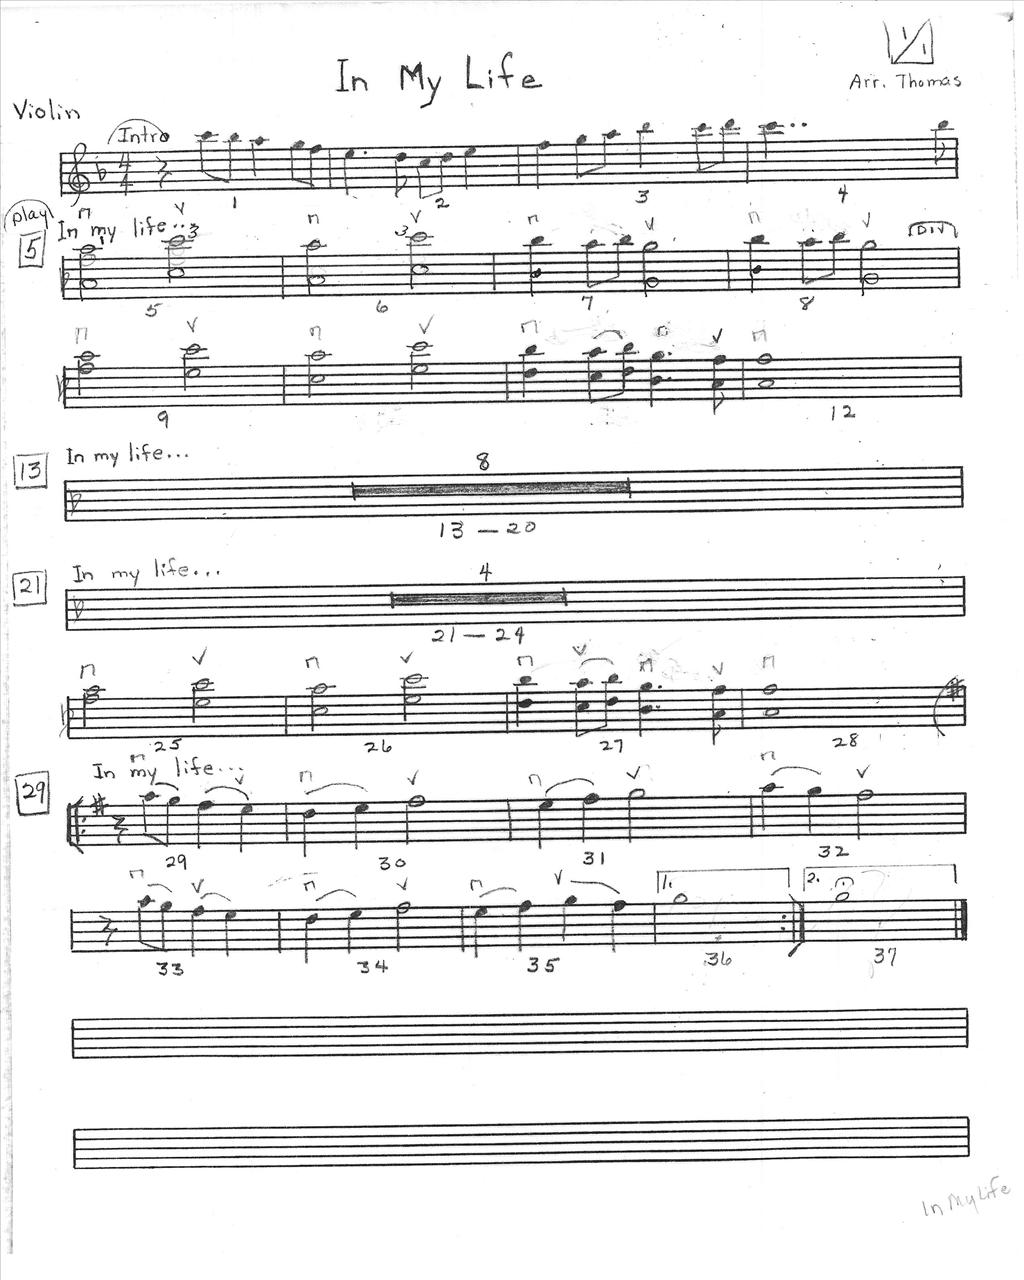 1/1
In My Life
Arr. Thomas
Violin
Intro
4
4
1 2 3 4
play
5 In my life...
1 3 3 DIV
5 6 7 8
9 12
13 In my life...
8
13 — 20
21 In my life...
4
21 — 24
25 26 27 28
29 In my life...
29 30 31 32
1. 2.
33 34 35 36 37
In My Life